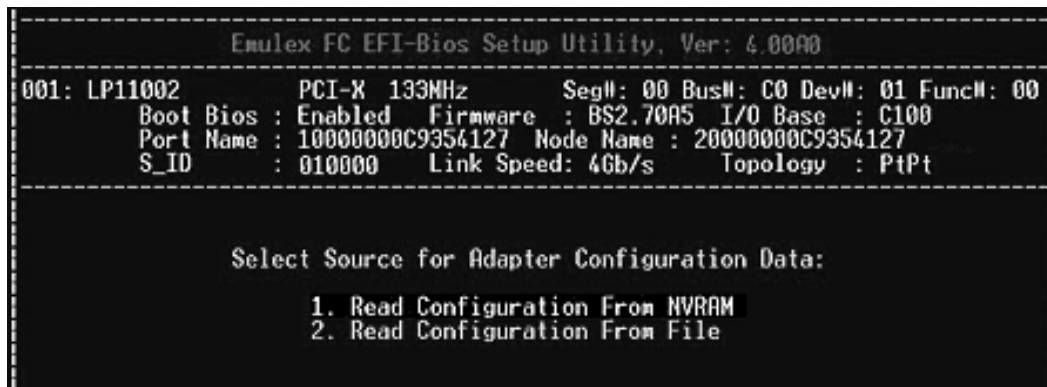 Emulex FC EFI-Bios Setup Utility, Ver: 4.00A0
001: LP11002 PCI-X 133MHz Seg#: 00 Bus#: C0 Dev#: 01 Func#: 00
Boot Bios : Enabled Firmware : BS2.70A5 I/O Base : C100
Port Name : 10000000C9354127 Node Name : 20000000C9354127
S_ID : 010000 Link Speed: 4Gb/s Topology : PtPt
Select Source for Adapter Configuration Data:
1. Read Configuration From NVRAM
2. Read Configuration From File